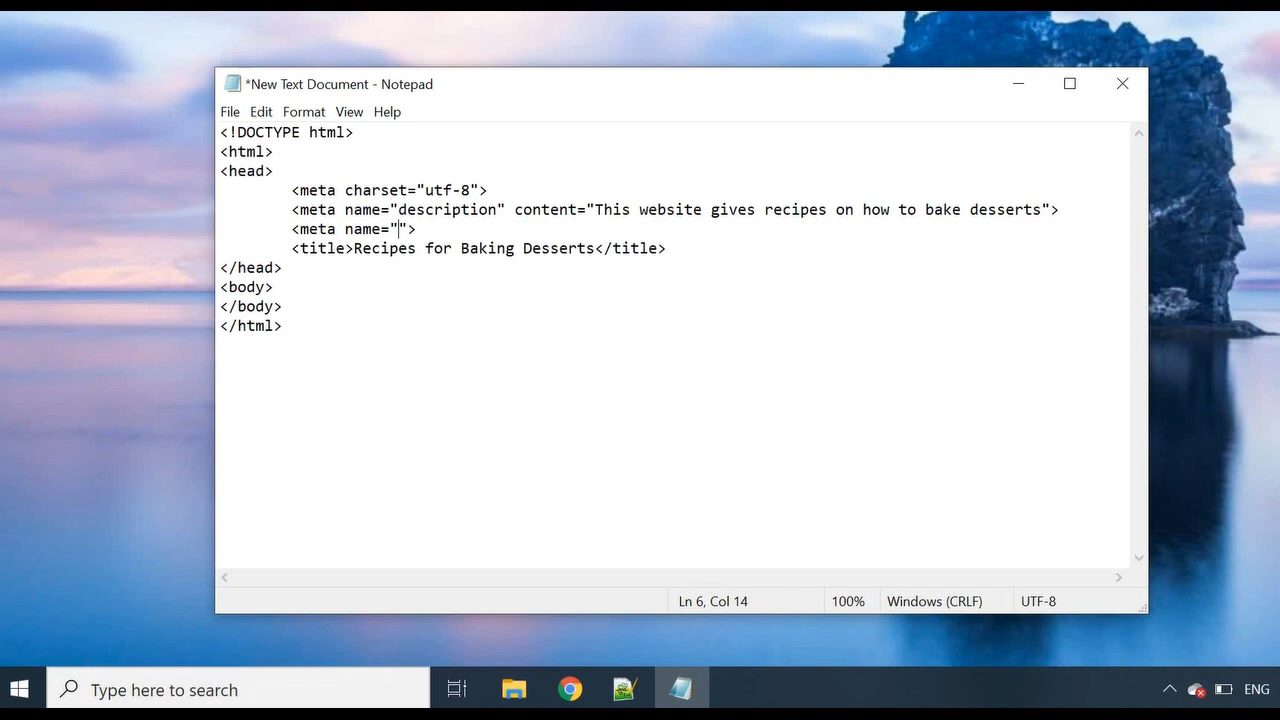 *New Text Document - Notepad
File Edit Format View Help
<!DOCTYPE html>
<html>
<head>
<meta charset="utf-8">
<meta name="description" content="This website gives recipes on how to bake desserts">
<meta name="">
<title>Recipes for Baking Desserts</title>
</head>
<body>
</body>
</html>
Ln 6, Col 14 100% Windows (CRLF) UTF-8
Type here to search ENG